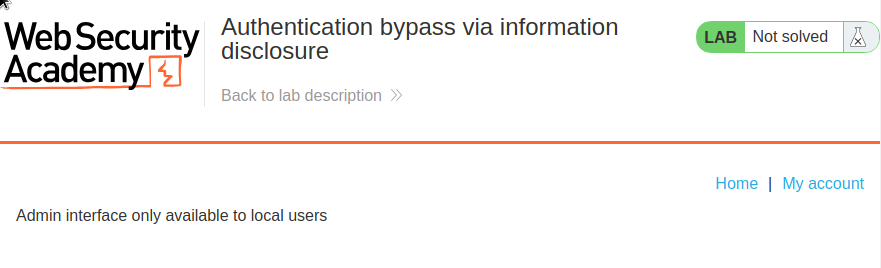 Web Security
Academy
Authentication bypass via information
disclosure
Back to lab description
LAB Not solved
Home | My account
Admin interface only available to local users